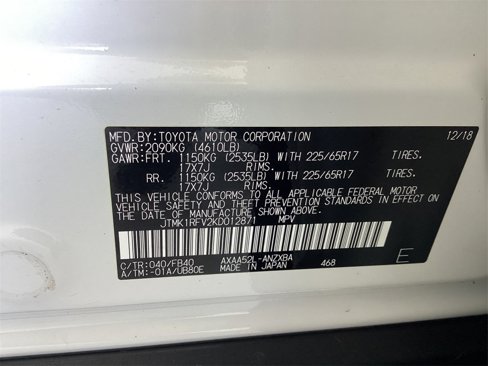 MFD.BY:TOYOTA MOTOR CORPORATION 12/18
GVWR:2090KG (4610LB)
GAWR:FRT. 1150KG (2535LB) WITH 225/65R17 TIRES.
17X7J RIMS.
RR. 1150KG (2535LB) WITH 225/65R17 TIRES.
17X7J RIMS.
THIS VEHICLE CONFORMS TO ALL APPLICABLE FEDERAL MOTOR
VEHICLE SAFETY AND THEFT PREVENTION STANDARDS IN EFFECT ON
THE DATE OF MANUFACTURE SHOWN ABOVE.
JTMK1RFV2KD012871 MPV
C/TR:040/FB40 AXAA52L-ANZXBA
A/TM:-01A/UB80E MADE IN JAPAN 468 E